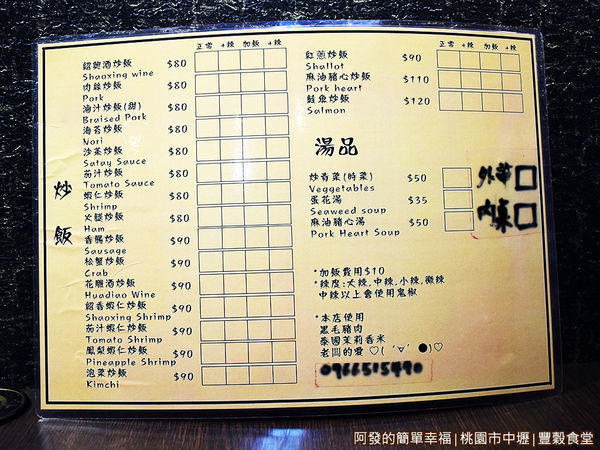 炒飯
正常 +辣 加飯 +辣
紹興酒炒飯 $80
Shaoxing wine
肉絲炒飯 $80
Pork
滷汁炒飯(甜) $80
Braised Pork
海苔炒飯 $80
Nori
沙茶炒飯 $80
Satay Sauce
茄汁炒飯 $80
Tomato Sauce
蝦仁炒飯 $80
Shrimp
火腿炒飯 $80
Ham
香腸炒飯 $90
Sausage
松蟹炒飯 $90
Crab
花雕酒炒飯 $90
Huadiao Wine
紹香蝦仁炒飯 $90
Shaoxing Shrimp
茄汁蝦仁炒飯 $90
Tomato Shrimp
鳳梨蝦仁炒飯 $90
Pineapple Shrimp
泡菜炒飯 $90
Kimchi
正常 +辣 加飯 +辣
紅蔥炒飯 $90
Shallot
麻油豬心炒飯 $110
Pork heart
鮭魚炒飯 $120
Salmon
湯品
炒青菜(時菜) $50
Veggetables
蛋花湯 $35
Seaweed soup
麻油豬心湯 $50
Pork Heart Soup
外帶□
內桌□
*加飯費用$10
*辣度:大辣,中辣,小辣,微辣
中辣以上會使用鬼椒
*本店使用
黑毛豬肉
泰國茉莉香米
老闆的愛 ♡( ˊ∀ˋ ●)♡
0966515490
阿發的簡單幸福|桃園市中壢|豐穀食堂